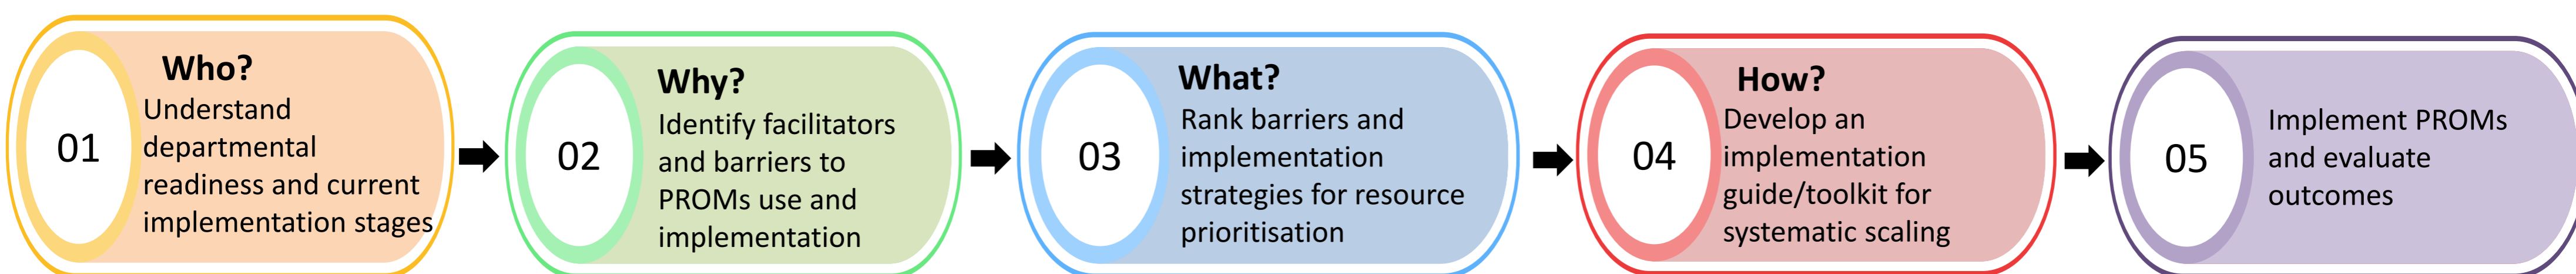 01
Who?
Understand
departmental
readiness and current
implementation stages
02
Why?
Identify facilitators
and barriers to
PROMs use and
implementation
03
What?
Rank barriers and
implementation
strategies for resource
prioritisation
04
How?
Develop an
implementation
guide/toolkit for
systematic scaling
05
Implement PROMs
and evaluate
outcomes